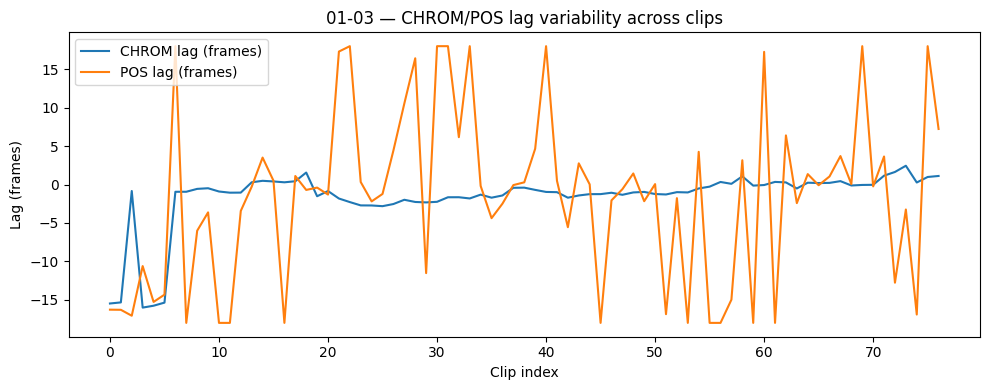 01-03 — CHROM/POS lag variability across clips
CHROM lag (frames)
POS lag (frames)
Lag (frames)
15
10
5
0
−5
−10
−15
0 10 20 30 40 50 60 70
Clip index